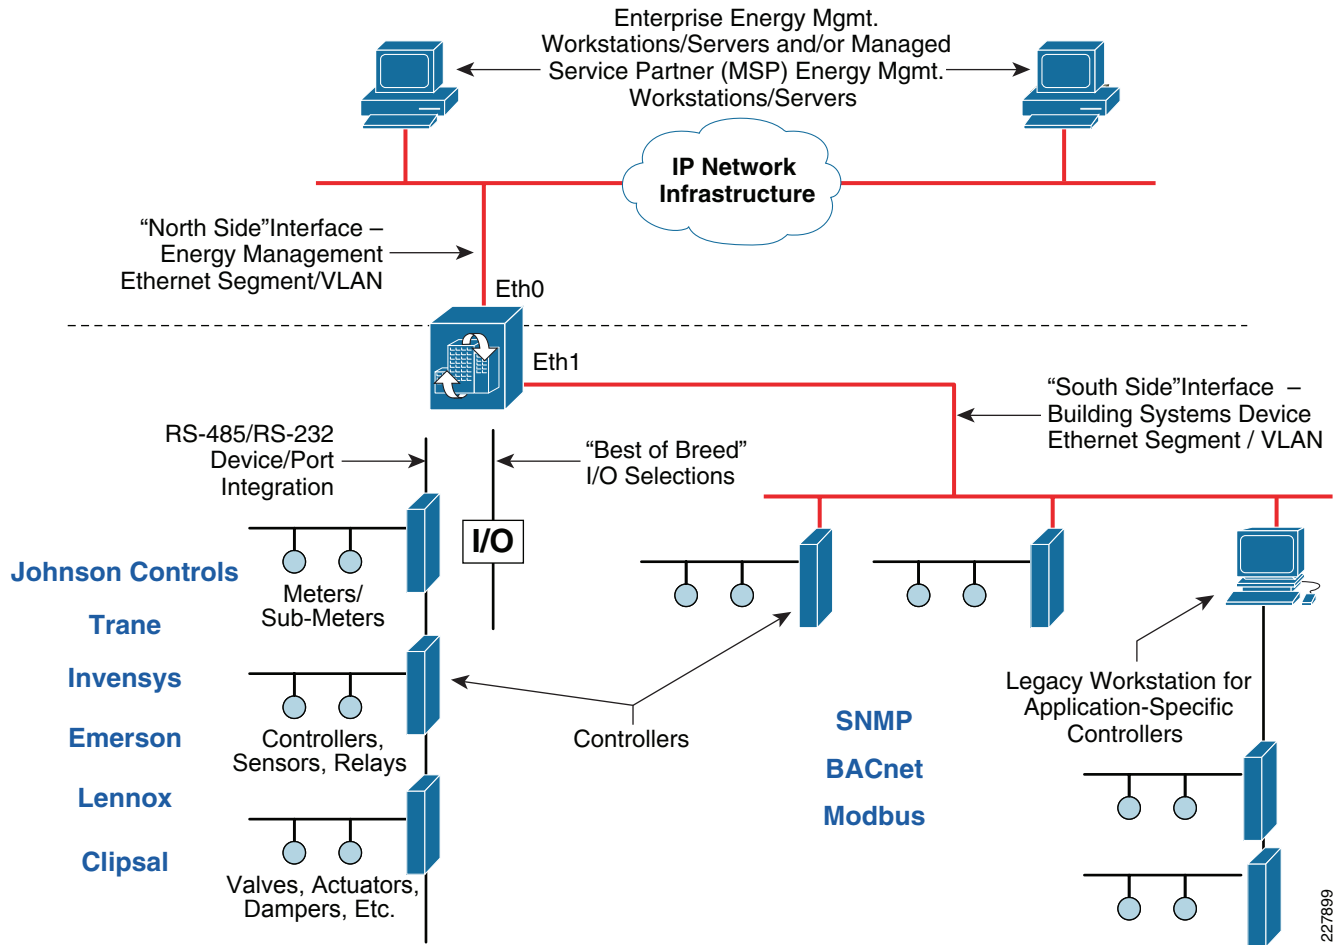 Enterprise Energy Mgmt.
Workstations/Servers and/or Managed
Service Partner (MSP) Energy Mgmt.
Workstations/Servers
IP Network
Infrastructure
“North Side”Interface –
Energy Management
Ethernet Segment/VLAN
Eth0
Eth1
“South Side”Interface –
Building Systems Device
Ethernet Segment / VLAN
RS-485/RS-232
Device/Port
Integration
“Best of Breed”
I/O Selections
I/O
Meters/
Sub-Meters
Johnson Controls
Trane
Invensys
Emerson
Lennox
Clipsal
Controllers,
Sensors, Relays
Valves, Actuators,
Dampers, Etc.
Controllers
SNMP
BACnet
Modbus
Legacy Workstation for
Application-Specific
Controllers
227899